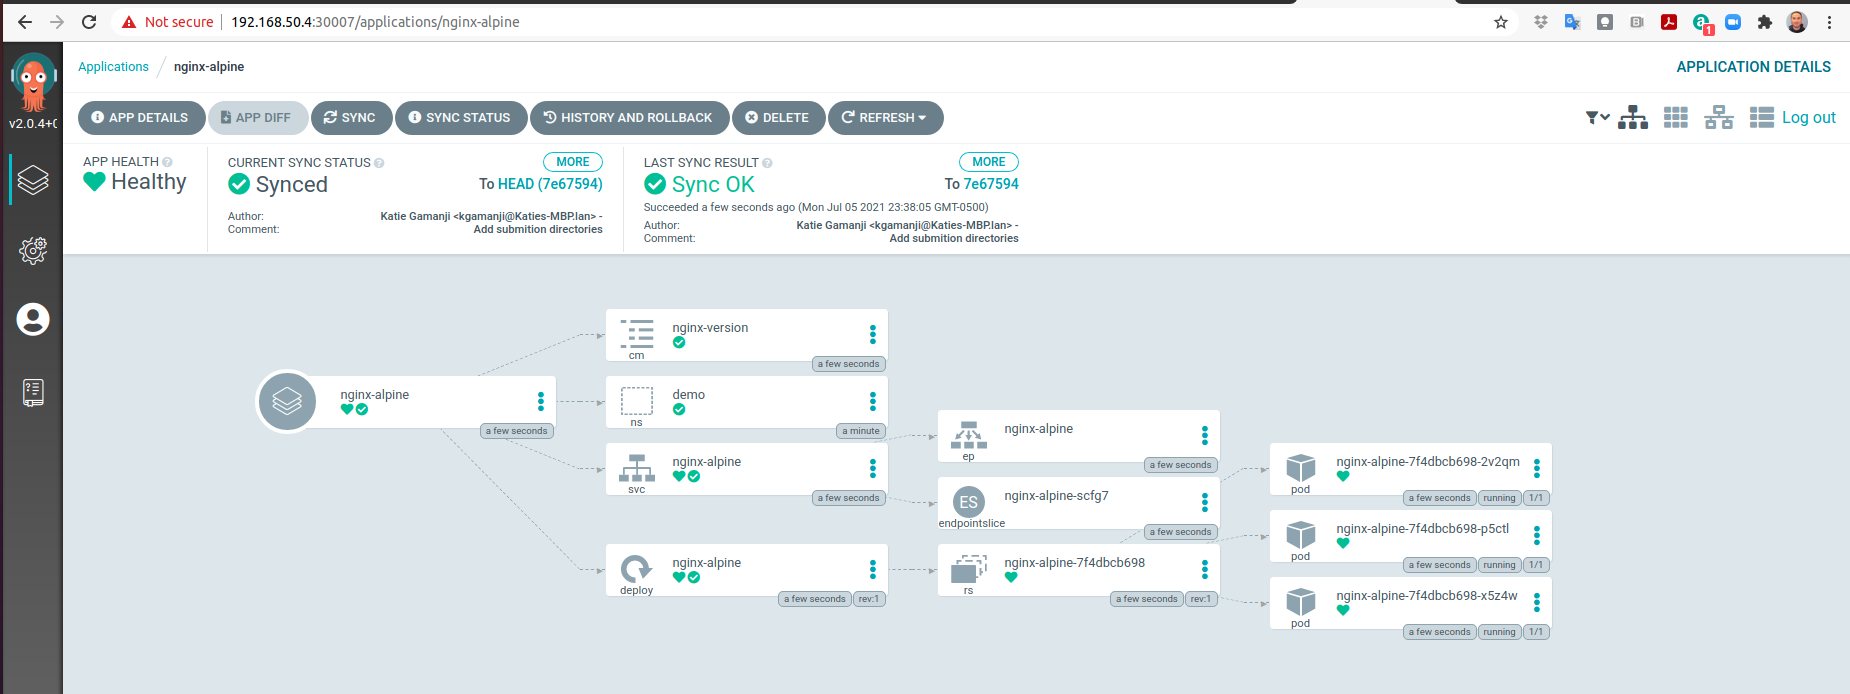 Not secure | 192.168.50.4:30007/applications/nginx-alpine
1
v2.0.4+0
Applications / nginx-alpine
APPLICATION DETAILS
APP DETAILS
APP DIFF
SYNC
SYNC STATUS
HISTORY AND ROLLBACK
DELETE
REFRESH
Log out
APP HEALTH
Healthy
CURRENT SYNC STATUS
MORE
Synced
To HEAD (7e67594)
Author: Katie Gamanji <kgamanji@Katies-MBP.lan> -
Comment: Add submition directories
LAST SYNC RESULT
MORE
Sync OK
To 7e67594
Succeeded a few seconds ago (Mon Jul 05 2021 23:38:05 GMT-0500)
Author: Katie Gamanji <kgamanji@Katies-MBP.lan> -
Comment: Add submition directories
nginx-alpine
a few seconds
nginx-version
cm
a few seconds
demo
ns
a minute
nginx-alpine
svc
a few seconds
nginx-alpine
deploy
a few seconds rev:1
nginx-alpine
ep
a few seconds
ES
nginx-alpine-scfg7
endpointslice
a few seconds
nginx-alpine-7f4dbcb698
rs
a few seconds rev:1
nginx-alpine-7f4dbcb698-2v2qm
pod
a few seconds running 1/1
nginx-alpine-7f4dbcb698-p5ctl
pod
a few seconds running 1/1
nginx-alpine-7f4dbcb698-x5z4w
pod
a few seconds running 1/1